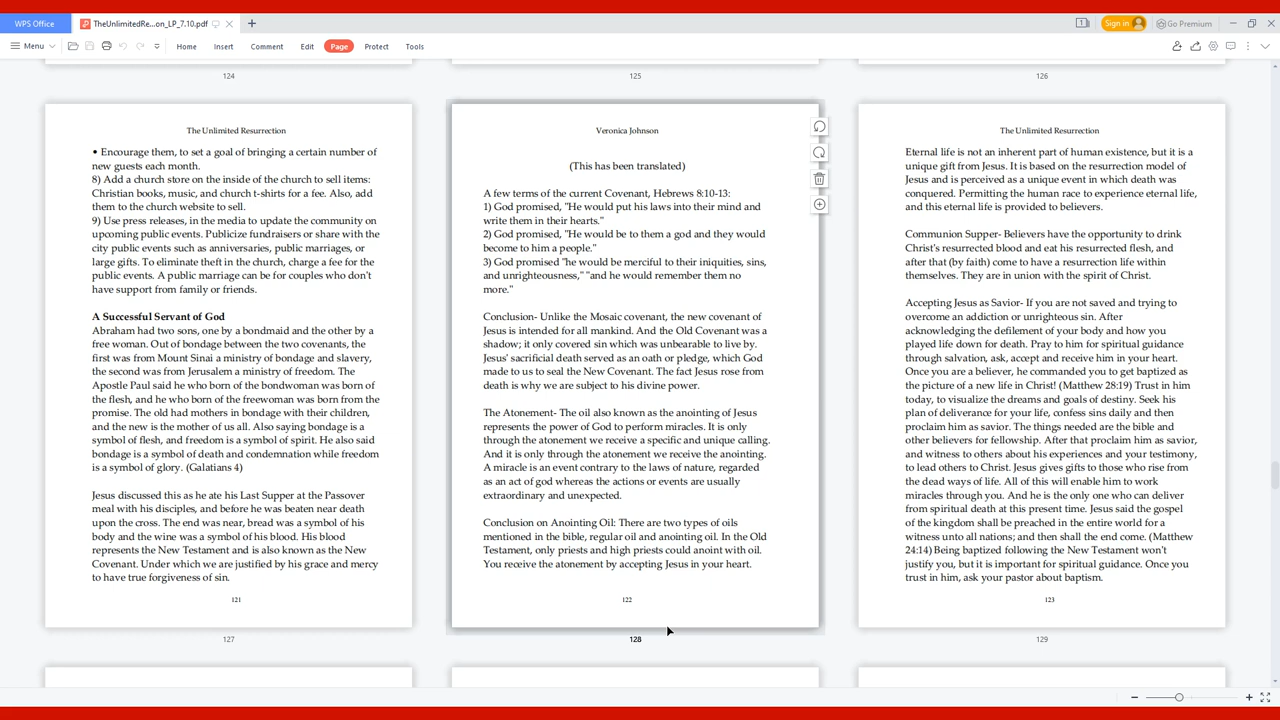 WPS Office
TheUnlimitedRe...on_LP_7.10.pdf
Sign in
Go Premium
Menu
Home
Insert
Comment
Edit
Page
Protect
Tools
124
125
126
The Unlimited Resurrection
• Encourage them, to set a goal of bringing a certain number of
new guests each month.
8) Add a church store on the inside of the church to sell items:
Christian books, music, and church t-shirts for a fee. Also, add
them to the church website to sell.
9) Use press releases, in the media to update the community on
upcoming public events. Publicize fundraisers or share with the
city public events such as anniversaries, public marriages, or
large gifts. To eliminate theft in the church, charge a fee for the
public events. A public marriage can be for couples who don't
have support from family or friends.
A Successful Servant of God
Abraham had two sons, one by a bondmaid and the other by a
free woman. Out of bondage between the two covenants, the
first was from Mount Sinai a ministry of bondage and slavery,
the second was from Jerusalem a ministry of freedom. The
Apostle Paul said he who born of the bondwoman was born of
the flesh, and he who born of the freewoman was born from the
promise. The old had mothers in bondage with their children,
and the new is the mother of us all. Also saying bondage is a
symbol of flesh, and freedom is a symbol of spirit. He also said
bondage is a symbol of death and condemnation while freedom
is a symbol of glory. (Galatians 4)
Jesus discussed this as he ate his Last Supper at the Passover
meal with his disciples, and before he was beaten near death
upon the cross. The end was near, bread was a symbol of his
body and the wine was a symbol of his blood. His blood
represents the New Testament and is also known as the New
Covenant. Under which we are justified by his grace and mercy
to have true forgiveness of sin.
121
127
Veronica Johnson
(This has been translated)
A few terms of the current Covenant, Hebrews 8:10-13:
1) God promised, "He would put his laws into their mind and
write them in their hearts."
2) God promised, "He would be to them a god and they would
become to him a people."
3) God promised "he would be merciful to their iniquities, sins,
and unrighteousness," "and he would remember them no
more."
Conclusion- Unlike the Mosaic covenant, the new covenant of
Jesus is intended for all mankind. And the Old Covenant was a
shadow; it only covered sin which was unbearable to live by.
Jesus' sacrificial death served as an oath or pledge, which God
made to us to seal the New Covenant. The fact Jesus rose from
death is why we are subject to his divine power.
The Atonement- The oil also known as the anointing of Jesus
represents the power of God to perform miracles. It is only
through the atonement we receive a specific and unique calling.
And it is only through the atonement we receive the anointing.
A miracle is an event contrary to the laws of nature, regarded
as an act of god whereas the actions or events are usually
extraordinary and unexpected.
Conclusion on Anointing Oil: There are two types of oils
mentioned in the bible, regular oil and anointing oil. In the Old
Testament, only priests and high priests could anoint with oil.
You receive the atonement by accepting Jesus in your heart.
122
128
The Unlimited Resurrection
Eternal life is not an inherent part of human existence, but it is a
unique gift from Jesus. It is based on the resurrection model of
Jesus and is perceived as a unique event in which death was
conquered. Permitting the human race to experience eternal life,
and this eternal life is provided to believers.
Communion Supper- Believers have the opportunity to drink
Christ's resurrected blood and eat his resurrected flesh, and
after that (by faith) come to have a resurrection life within
themselves. They are in union with the spirit of Christ.
Accepting Jesus as Savior- If you are not saved and trying to
overcome an addiction or unrighteous sin. After
acknowledging the defilement of your body and how you
played life down for death. Pray to him for spiritual guidance
through salvation, ask, accept and receive him in your heart.
Once you are a believer, he commanded you to get baptized as
the picture of a new life in Christ! (Matthew 28:19) Trust in him
today, to visualize the dreams and goals of destiny. Seek his
plan of deliverance for your life, confess sins daily and then
proclaim him as savior. The things needed are the bible and
other believers for fellowship. After that proclaim him as savior,
and witness to others about his experiences and your testimony,
to lead others to Christ. Jesus gives gifts to those who rise from
the dead ways of life. All of this will enable him to work
miracles through you. And he is the only one who can deliver
from spiritual death at this present time. Jesus said the gospel
of the kingdom shall be preached in the entire world for a
witness unto all nations; and then shall the end come. (Matthew
24:14) Being baptized following the New Testament won't
justify you, but it is important for spiritual guidance. Once you
trust in him, ask your pastor about baptism.
123
129